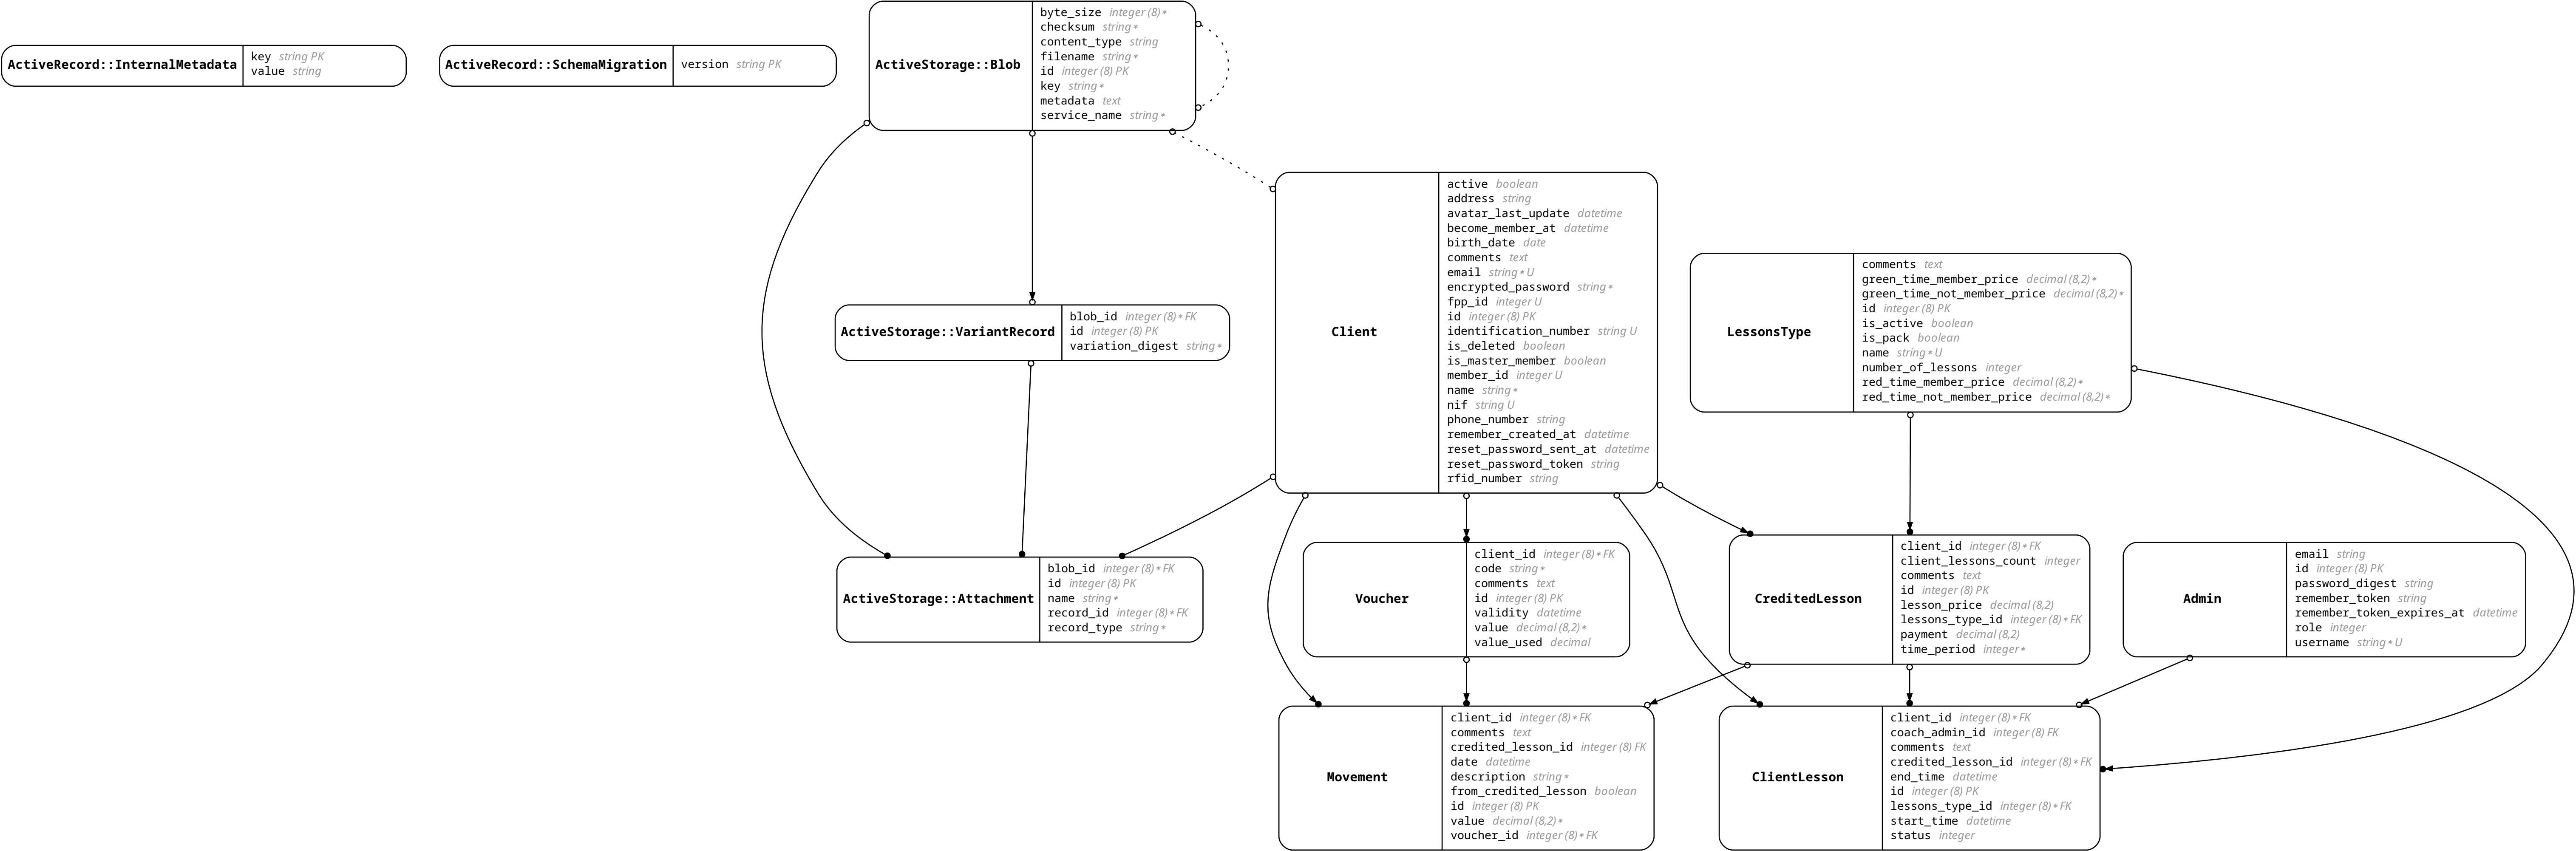 ActiveRecord::InternalMetadata
key string PK
value string
ActiveRecord::SchemaMigration
version string PK
ActiveStorage::Blob
byte_size integer (8) ∗
checksum string ∗
content_type string
filename string ∗
id integer (8) PK
key string ∗
metadata text
service_name string ∗
ActiveStorage::VariantRecord
blob_id integer (8) ∗ FK
id integer (8) PK
variation_digest string ∗
Client
active boolean
address string
avatar_last_update datetime
become_member_at datetime
birth_date date
comments text
email string ∗ U
encrypted_password string ∗
fpp_id integer U
id integer (8) PK
identification_number string U
is_deleted boolean
is_master_member boolean
member_id integer U
name string ∗
nif string U
phone_number string
remember_created_at datetime
reset_password_sent_at datetime
reset_password_token string
rfid_number string
LessonsType
comments text
green_time_member_price decimal (8,2) ∗
green_time_not_member_price decimal (8,2) ∗
id integer (8) PK
is_active boolean
is_pack boolean
name string ∗ U
number_of_lessons integer
red_time_member_price decimal (8,2) ∗
red_time_not_member_price decimal (8,2) ∗
ActiveStorage::Attachment
blob_id integer (8) ∗ FK
id integer (8) PK
name string ∗
record_id integer (8) ∗ FK
record_type string ∗
Voucher
client_id integer (8) ∗ FK
code string ∗
comments text
id integer (8) PK
validity datetime
value decimal (8,2) ∗
value_used decimal
CreditedLesson
client_id integer (8) ∗ FK
client_lessons_count integer
comments text
id integer (8) PK
lesson_price decimal (8,2)
lessons_type_id integer (8) ∗ FK
payment decimal (8,2)
time_period integer ∗
Admin
email string
id integer (8) PK
password_digest string
remember_token string
remember_token_expires_at datetime
role integer
username string ∗ U
Movement
client_id integer (8) ∗ FK
comments text
credited_lesson_id integer (8) FK
date datetime
description string ∗
from_credited_lesson boolean
id integer (8) PK
value decimal (8,2) ∗
voucher_id integer (8) ∗ FK
ClientLesson
client_id integer (8) ∗ FK
coach_admin_id integer (8) FK
comments text
credited_lesson_id integer (8) ∗ FK
end_time datetime
id integer (8) PK
lessons_type_id integer (8) ∗ FK
start_time datetime
status integer